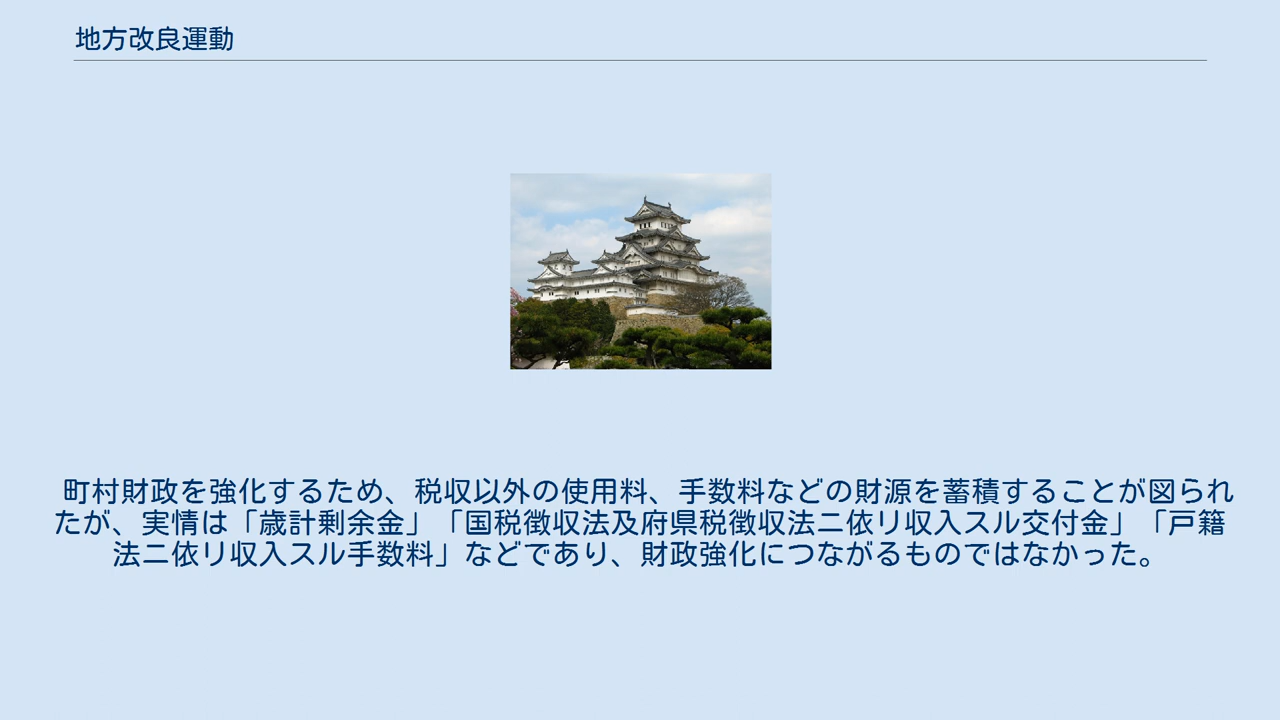 地方改良運動
町村財政を強化するため、税収以外の使用料、手数料などの財源を蓄積することが図られ
たが、実情は「歳計剰余金」「国税徴収法及府県税徴収法ニ依リ収入スル交付金」「戸籍
法ニ依リ収入スル手数料」などであり、財政強化につながるものではなかった。